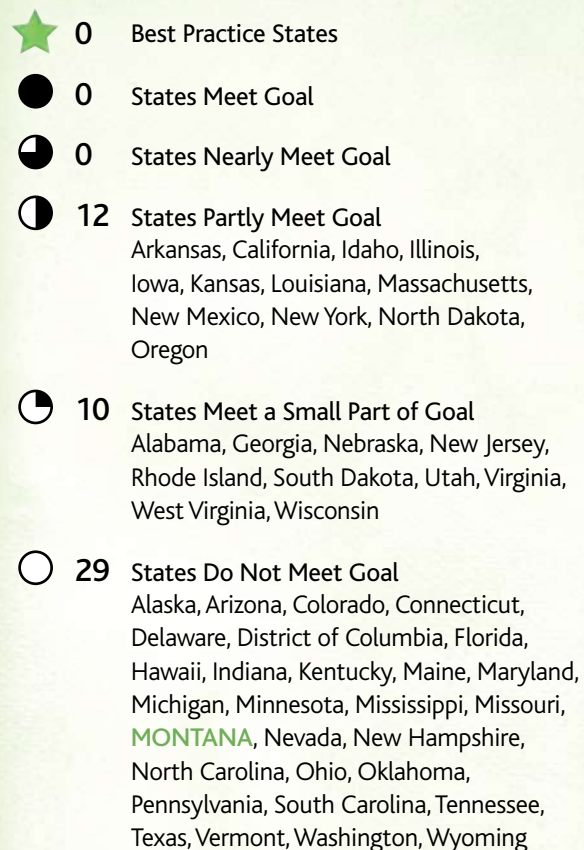 0 Best Practice States
0 States Meet Goal
0 States Nearly Meet Goal
12 States Partly Meet Goal
Arkansas, California, Idaho, Illinois,
Iowa, Kansas, Louisiana, Massachusetts,
New Mexico, New York, North Dakota,
Oregon
10 States Meet a Small Part of Goal
Alabama, Georgia, Nebraska, New Jersey,
Rhode Island, South Dakota, Utah, Virginia,
West Virginia, Wisconsin
29 States Do Not Meet Goal
Alaska, Arizona, Colorado, Connecticut,
Delaware, District of Columbia, Florida,
Hawaii, Indiana, Kentucky, Maine, Maryland,
Michigan, Minnesota, Mississippi, Missouri,
MONTANA, Nevada, New Hampshire,
North Carolina, Ohio, Oklahoma,
Pennsylvania, South Carolina, Tennessee,
Texas, Vermont, Washington, Wyoming